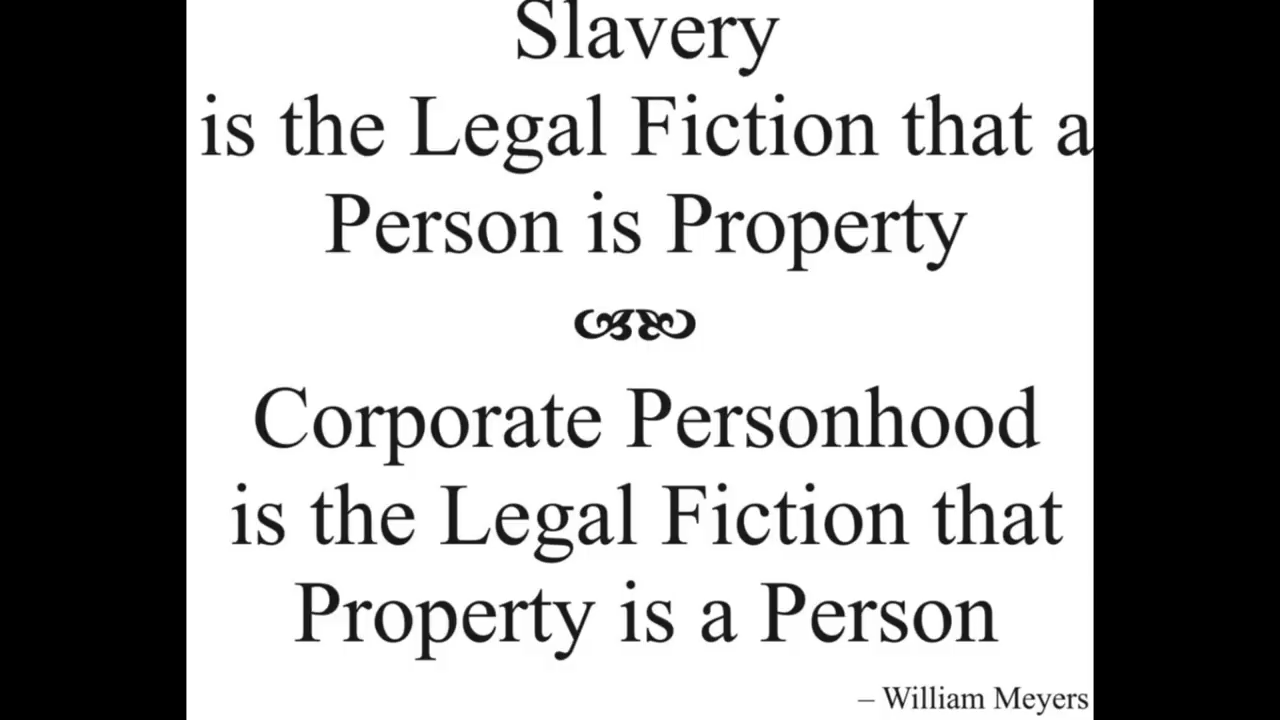 Slavery
is the Legal Fiction that a
Person is Property
Corporate Personhood
is the Legal Fiction that
Property is a Person
– William Meyers